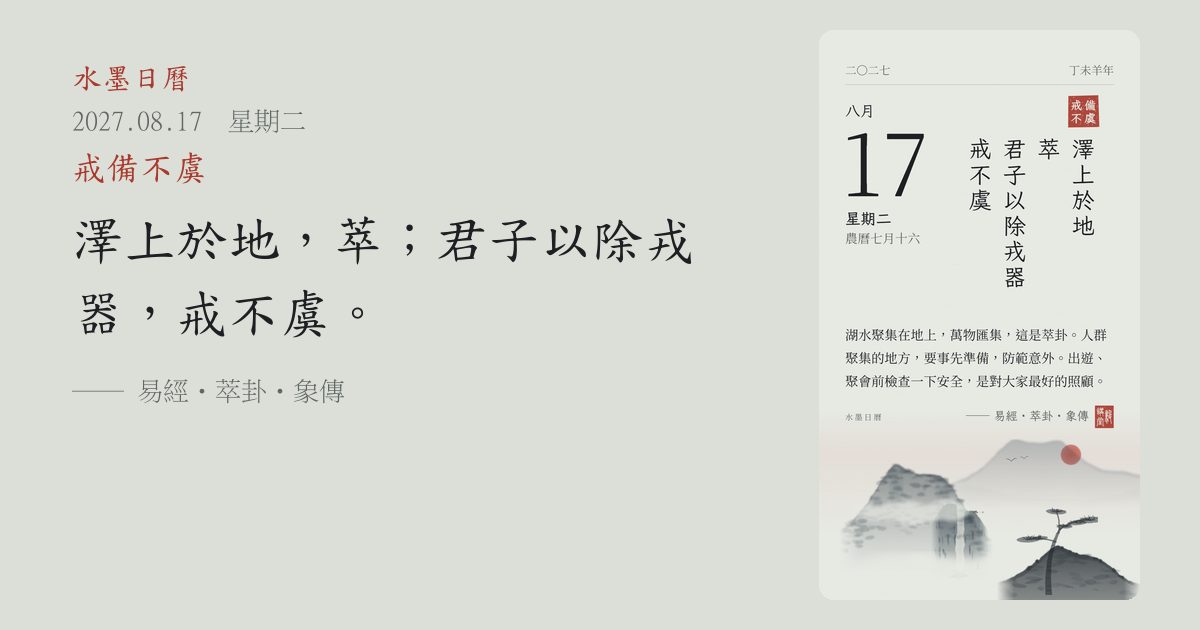 水墨日曆
2027.08.17 星期二
戒備不虞
澤上於地，萃；君子以除戎
器，戒不虞。
—— 易經・萃卦・象傳
二〇二七
丁未羊年
八月
17
星期二
農曆七月十六
戒備不虞
澤上於地
萃
君子以除戎器
戒不虞
湖水聚集在地上，萬物匯集，這是萃卦。人群
聚集的地方，要事先準備，防範意外。出遊、
聚會前檢查一下安全，是對大家最好的照顧。
水墨日曆
—— 易經・萃卦・象傳